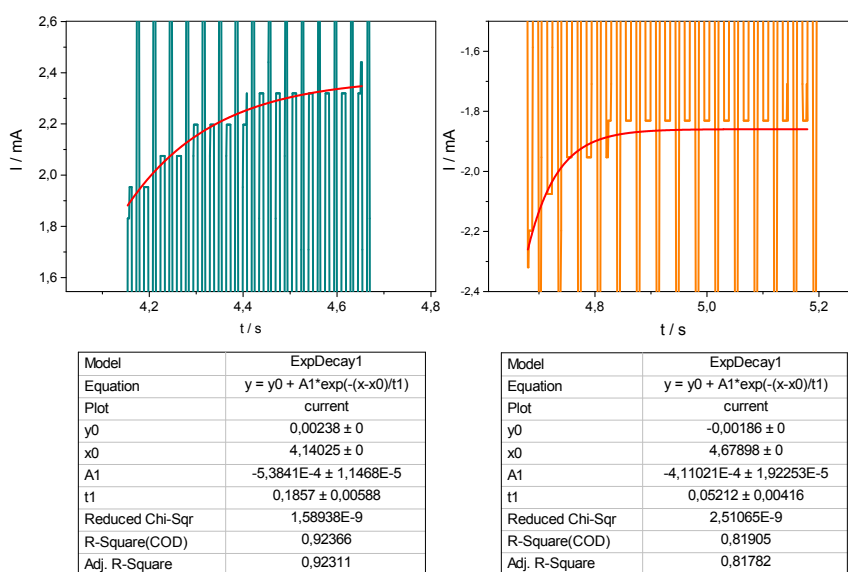 2,6
2,4
2,2
2,0
1,8
1,6
I / mA
4,2
4,4
4,6
4,8
t / s
-1,6
-1,8
-2,0
-2,2
-2,4
I / mA
4,8
5,0
5,2
t / s
Model ExpDecay1
Equation y = y0 + A1*exp(-(x-x0)/t1)
Plot current
y0 0,00238 ± 0
x0 4,14025 ± 0
A1 -5,3841E-4 ± 1,1468E-5
t1 0,1857 ± 0,00588
Reduced Chi-Sqr 1,58938E-9
R-Square(COD) 0,92366
Adj. R-Square 0,92311
Model ExpDecay1
Equation y = y0 + A1*exp(-(x-x0)/t1)
Plot current
y0 -0,00186 ± 0
x0 4,67898 ± 0
A1 -4,11021E-4 ± 1,92253E-5
t1 0,05212 ± 0,00416
Reduced Chi-Sqr 2,51065E-9
R-Square(COD) 0,81905
Adj. R-Square 0,81782